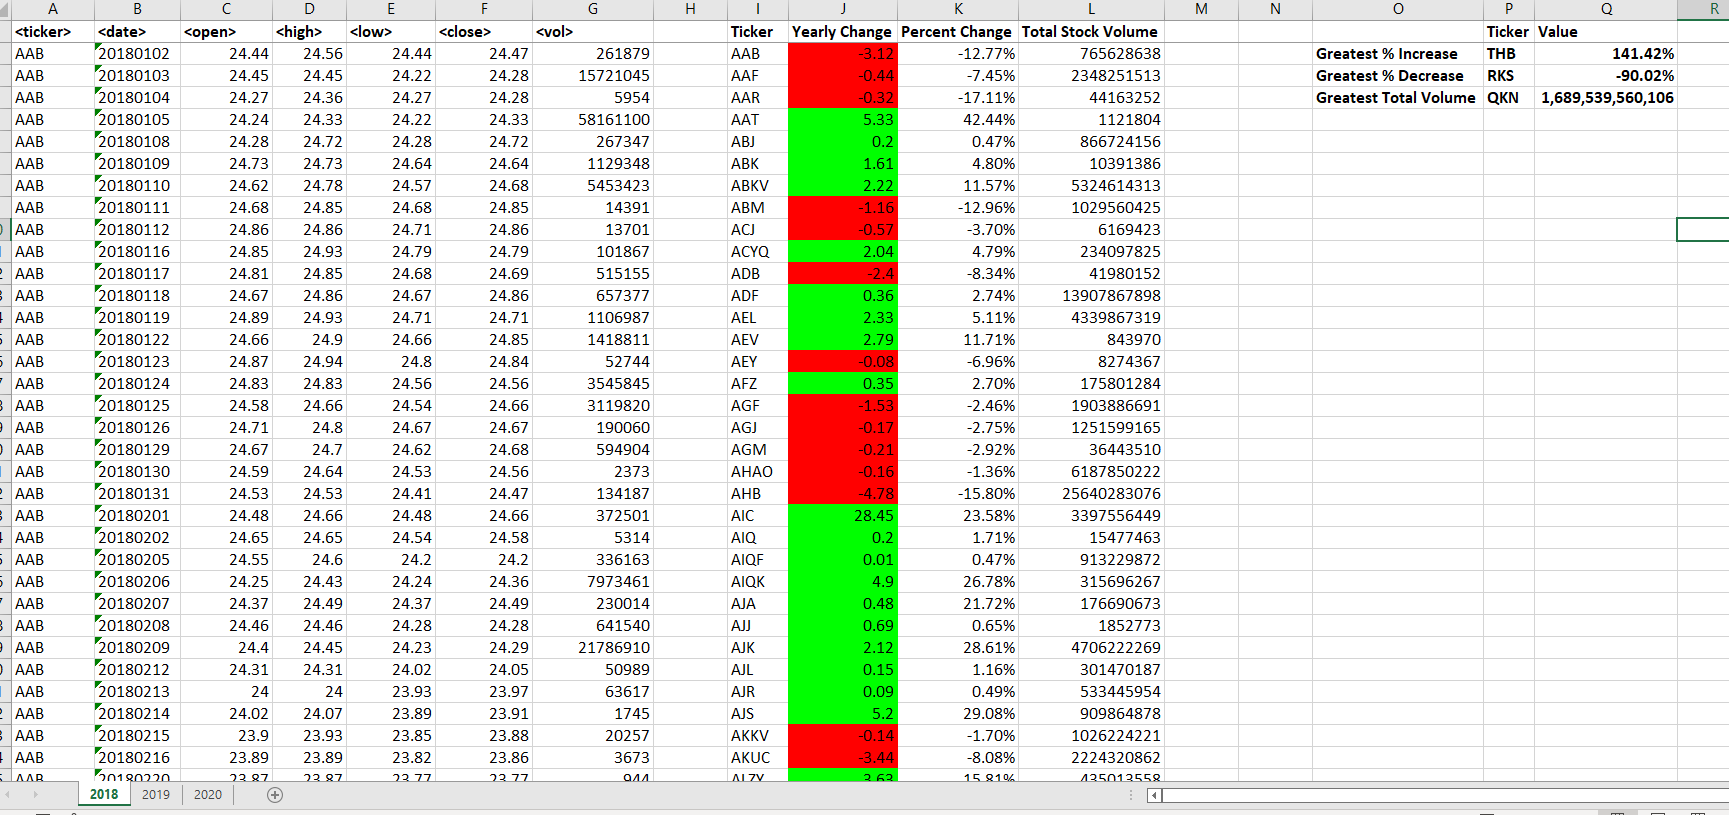 A B C D E F G H I J K L M N O P Q R
<ticker> <date> <open> <high> <low> <close> <vol> Ticker Yearly Change Percent Change Total Stock Volume Ticker Value
AAB 20180102 24.44 24.56 24.44 24.47 261879 AAB -3.12 -12.77% 765628638 Greatest % Increase THB 141.42%
AAB 20180103 24.45 24.45 24.22 24.28 15721045 AAF -0.44 -7.45% 2348251513 Greatest % Decrease RKS -90.02%
AAB 20180104 24.27 24.36 24.27 24.28 5954 AAR -0.32 -17.11% 44163252 Greatest Total Volume QKN 1,689,539,560,106
AAB 20180105 24.24 24.33 24.22 24.33 58161100 AAT 5.33 42.44% 1121804
AAB 20180108 24.28 24.72 24.28 24.72 267347 ABJ 0.2 0.47% 866724156
AAB 20180109 24.73 24.73 24.64 24.64 1129348 ABK 1.61 4.80% 10391386
AAB 20180110 24.62 24.78 24.57 24.68 5453423 ABKV 2.22 11.57% 5324614313
AAB 20180111 24.68 24.85 24.68 24.85 14391 ABM -1.16 -12.96% 1029560425
AAB 20180112 24.86 24.86 24.71 24.86 13701 ACJ -0.57 -3.70% 6169423
AAB 20180116 24.85 24.93 24.79 24.79 101867 ACYQ 2.04 4.79% 234097825
AAB 20180117 24.81 24.85 24.68 24.69 515155 ADB -2.4 -8.34% 41980152
AAB 20180118 24.67 24.86 24.67 24.86 657377 ADF 0.36 2.74% 13907867898
AAB 20180119 24.89 24.93 24.71 24.71 1106987 AEL 2.33 5.11% 4339867319
AAB 20180122 24.66 24.9 24.66 24.85 1418811 AEV 2.79 11.71% 843970
AAB 20180123 24.87 24.94 24.8 24.84 52744 AEY -0.08 -6.96% 8274367
AAB 20180124 24.83 24.83 24.56 24.56 3545845 AFZ 0.35 2.70% 175801284
AAB 20180125 24.58 24.66 24.54 24.66 3119820 AGF -1.53 -2.46% 1903886691
AAB 20180126 24.71 24.8 24.67 24.67 190060 AGJ -0.17 -2.75% 1251599165
AAB 20180129 24.67 24.7 24.62 24.68 594904 AGM -0.21 -2.92% 36443510
AAB 20180130 24.59 24.64 24.53 24.56 2373 AHAO -0.16 -1.36% 6187850222
AAB 20180131 24.53 24.53 24.41 24.47 134187 AHB -4.78 -15.80% 25640283076
AAB 20180201 24.48 24.66 24.48 24.66 372501 AIC 28.45 23.58% 3397556449
AAB 20180202 24.65 24.65 24.54 24.58 5314 AIQ 0.2 1.71% 15477463
AAB 20180205 24.55 24.6 24.2 24.2 336163 AIQF 0.01 0.47% 913229872
AAB 20180206 24.25 24.43 24.24 24.36 7973461 AIQK 4.9 26.78% 315696267
AAB 20180207 24.37 24.49 24.37 24.49 230014 AJA 0.48 21.72% 176690673
AAB 20180208 24.46 24.46 24.28 24.28 641540 AJJ 0.69 0.65% 1852773
AAB 20180209 24.4 24.45 24.23 24.29 21786910 AJK 2.12 28.61% 4706222269
AAB 20180212 24.31 24.31 24.02 24.05 50989 AJL 0.15 1.16% 301470187
AAB 20180213 24 24 23.93 23.97 63617 AJR 0.09 0.49% 533445954
AAB 20180214 24.02 24.07 23.89 23.91 1745 AJS 5.2 29.08% 909864878
AAB 20180215 23.9 23.93 23.85 23.88 20257 AKKV -0.14 -1.70% 1026224221
AAB 20180216 23.89 23.89 23.82 23.86 3673 AKUC -3.44 -8.08% 2224320862
AAB 20180220 23.87 23.87 23.77 23.77 944 ALZY 3.63 15.81% 435013558
2018 2019 2020